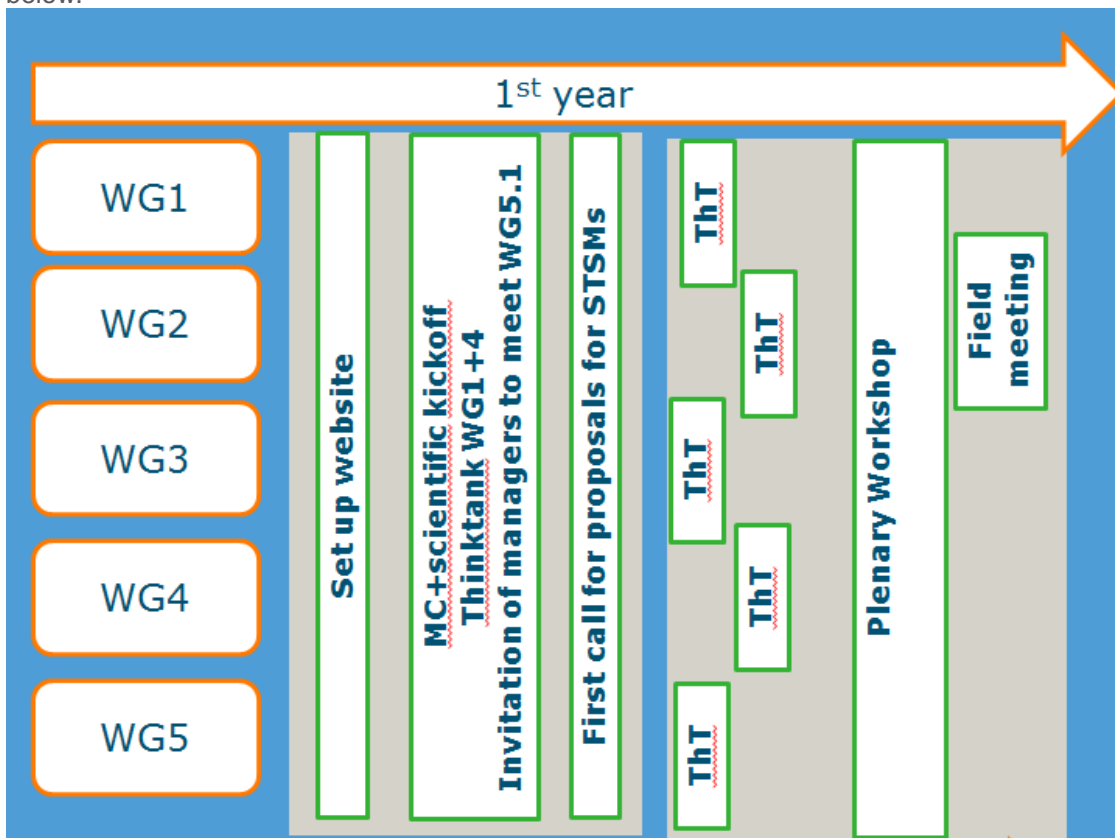 below.
1st year
WG1
WG2
WG3
WG4
WG5
Set up website
MC+scientific kickoff
Thinktank WG1+4
Invitation of managers to meet WG5.1
First call for proposals for STSMs
ThT
ThT
ThT
ThT
ThT
Plenary Workshop
Field
meeting